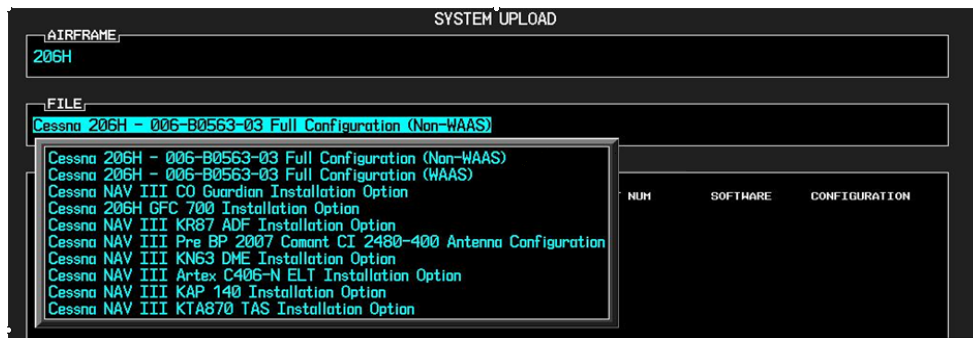 SYSTEM UPLOAD
AIRFRAME
206H
FILE
Cessna 206H - 006-B0563-03 Full Configuration (Non-WAAS)
Cessna 206H - 006-B0563-03 Full Configuration (Non-WAAS)
Cessna 206H - 006-B0563-03 Full Configuration (WAAS)
Cessna NAV III CO Guardian Installation Option
Cessna 206H GFC 700 Installation Option
Cessna NAV III KR87 ADF Installation Option
Cessna NAV III Pre BP 2007 Comant CI 2480-400 Antenna Configuration
Cessna NAV III KN63 DME Installation Option
Cessna NAV III Artex C406-N ELT Installation Option
Cessna NAV III KAP 140 Installation Option
Cessna NAV III KTA870 TAS Installation Option
NUM SOFTWARE CONFIGURATION